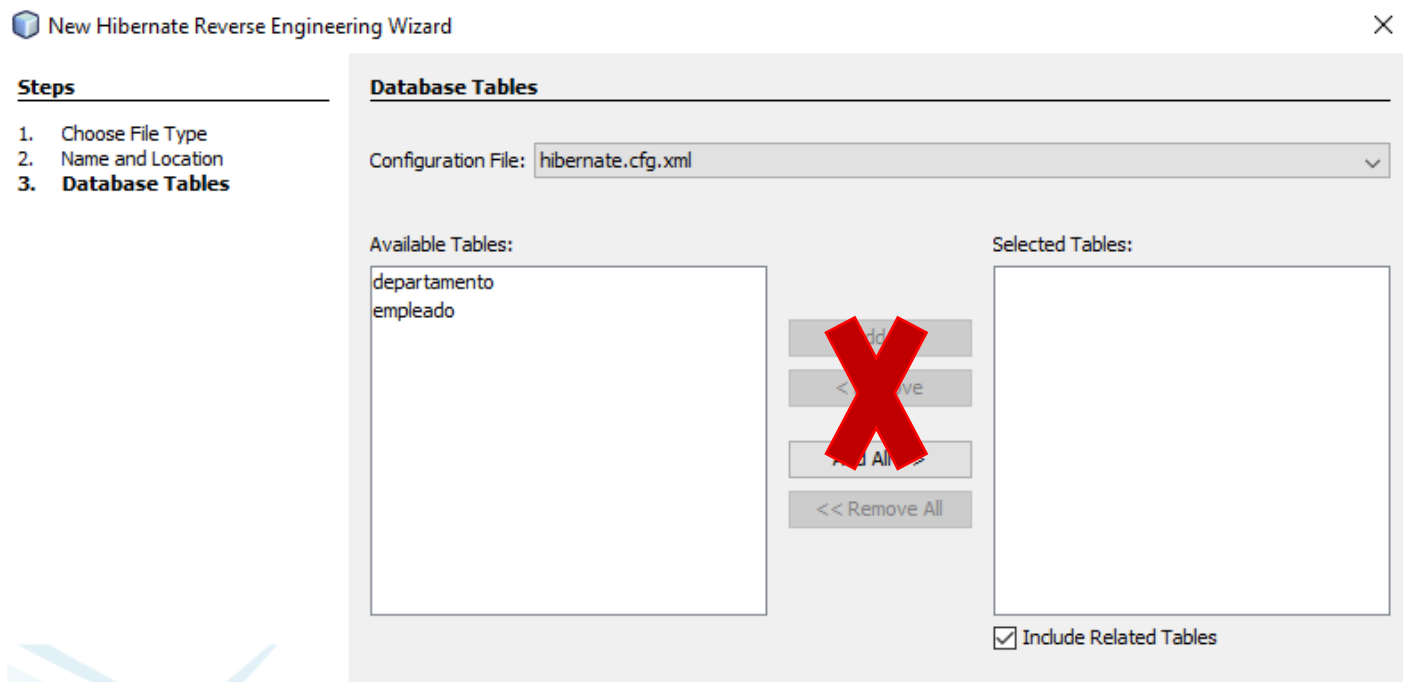 New Hibernate Reverse Engineering Wizard
Steps
1. Choose File Type
2. Name and Location
3. Database Tables
Database Tables
Configuration File: hibernate.cfg.xml
Available Tables:
departamento
empleado
All
<< Remove All
Selected Tables:
Include Related Tables